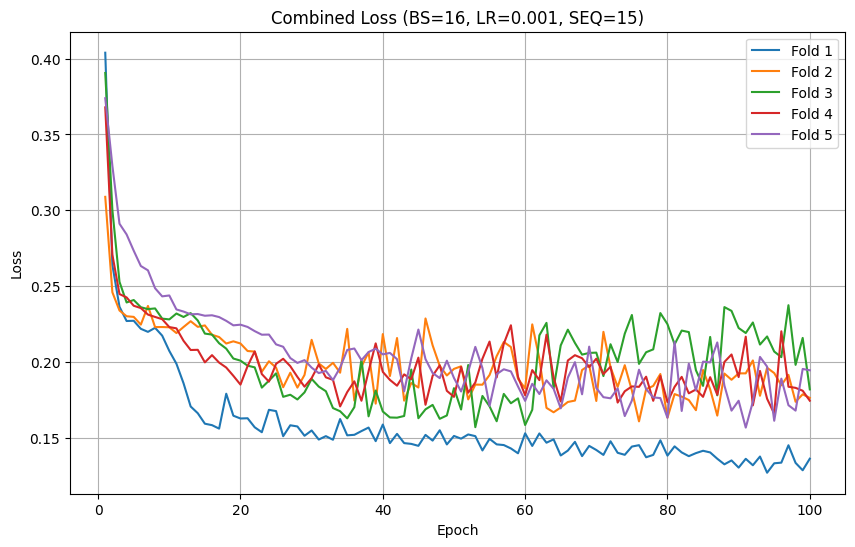 Combined Loss (BS=16, LR=0.001, SEQ=15)
Loss
0.40
0.35
0.30
0.25
0.20
0.15
Fold 1
Fold 2
Fold 3
Fold 4
Fold 5
0
20
40
60
80
100
Epoch